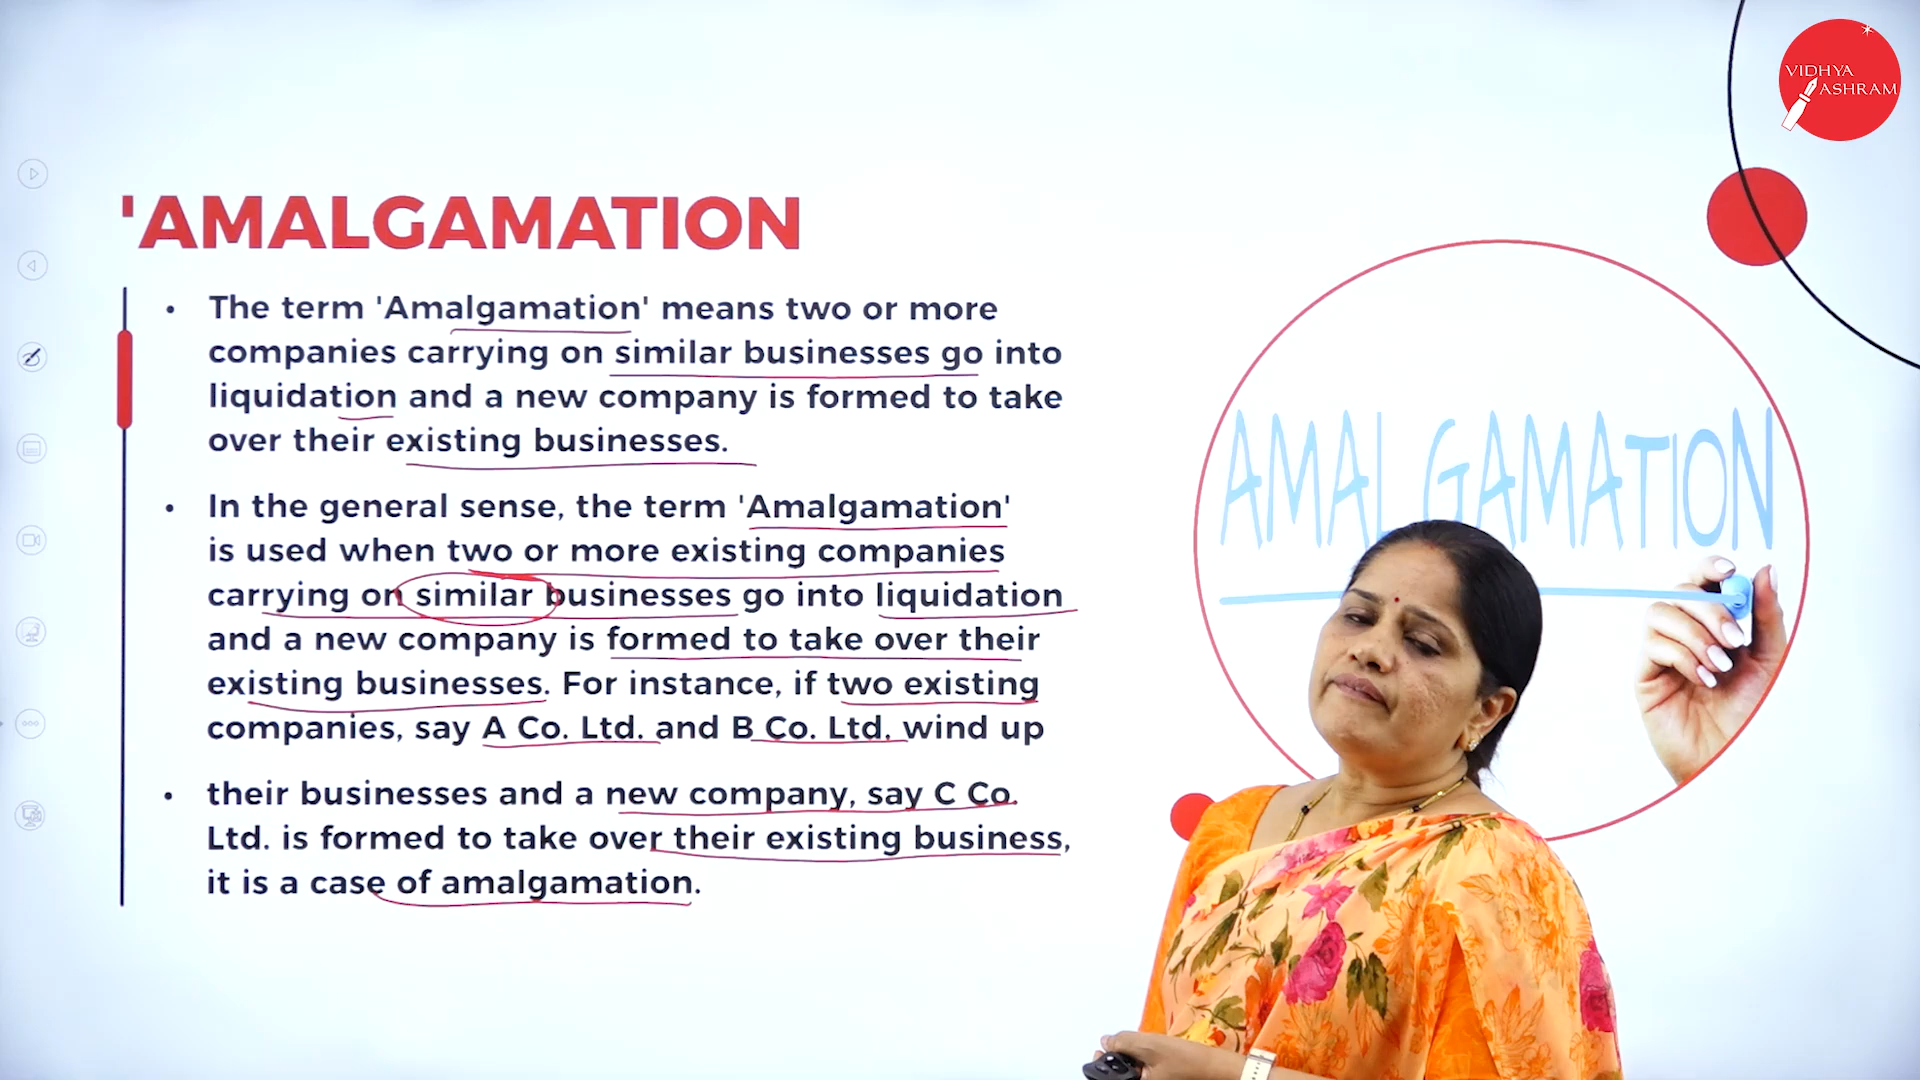 VIDHYA
ASHRAM
'AMALGAMATION
• The term 'Amalgamation' means two or more
companies carrying on similar businesses go into
liquidation and a new company is formed to take
over their existing businesses.
• In the general sense, the term 'Amalgamation'
is used when two or more existing companies
carrying on similar businesses go into liquidation
and a new company is formed to take over their
existing businesses. For instance, if two existing
companies, say A Co. Ltd. and B Co. Ltd. wind up
• their businesses and a new company, say C Co.
Ltd. is formed to take over their existing business,
it is a case of amalgamation.
AMALGAMATION